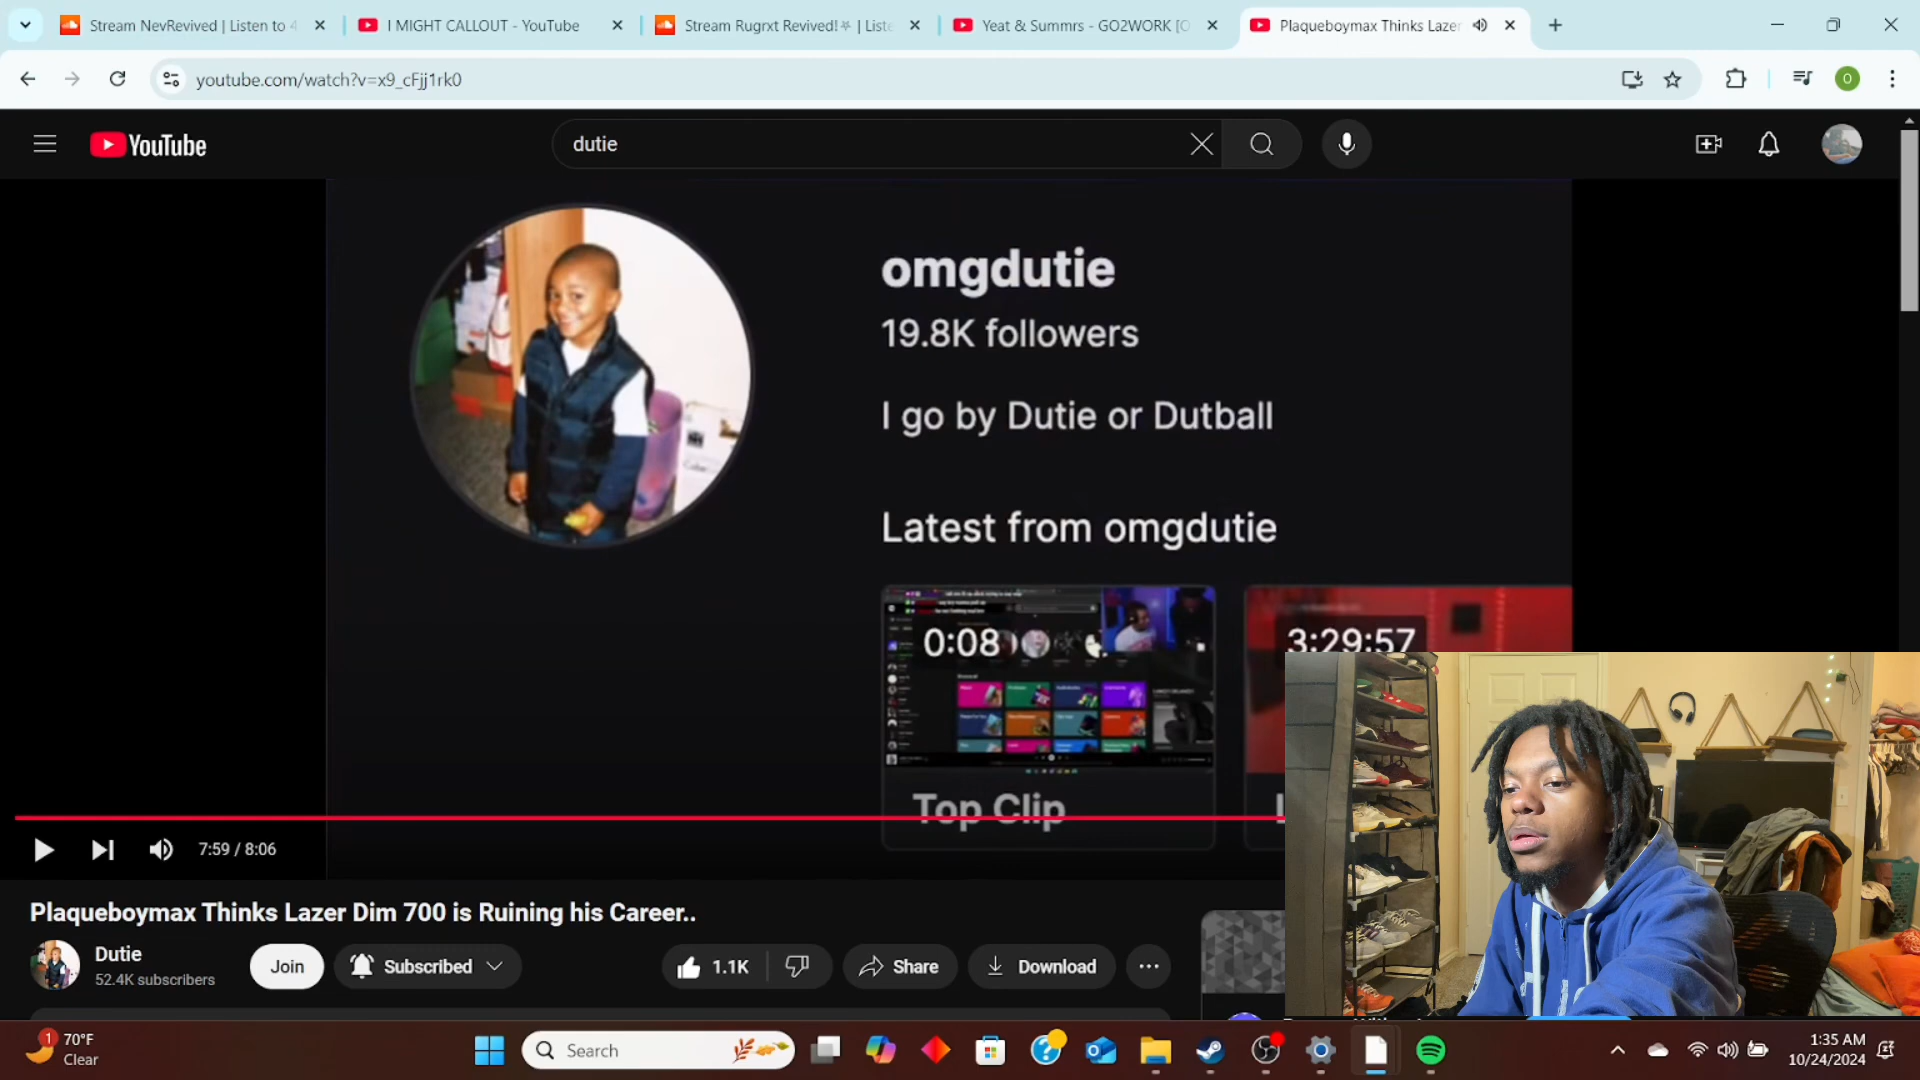 Stream NevRevived | Listen to 4
I MIGHT CALLOUT - YouTube
Stream Rugrxt Revived!⛧ | Liste
Yeat & Summrs - GO2WORK [O
Plaqueboymax Thinks Lazer
youtube.com/watch?v=x9_cFjj1rk0
O
YouTube
dutie
omgdutie
19.8K followers
I go by Dutie or Dutball
Latest from omgdutie
0:08
3:29:57
Top Clip
7:59 / 8:06
Plaqueboymax Thinks Lazer Dim 700 is Ruining his Career..
Dutie
52.4K subscribers
Join
Subscribed
1.1K
Share
Download
1
70°F
Clear
Search
1:35 AM
10/24/2024